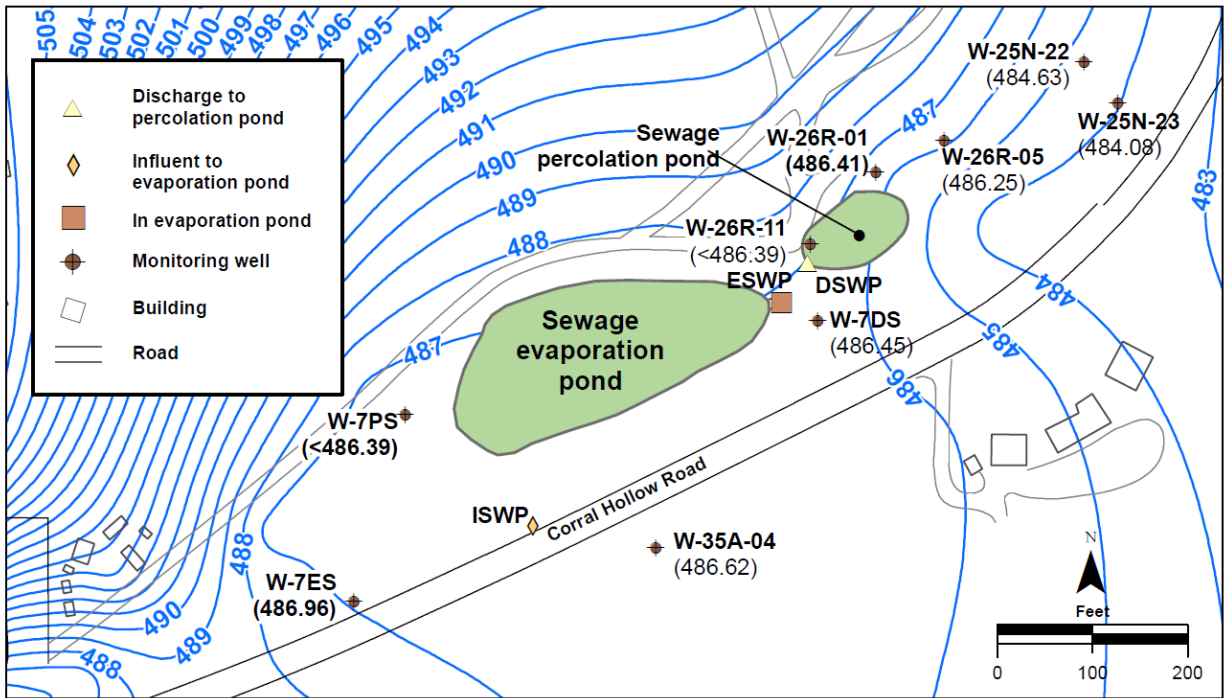 505
504
503
502
501
500
499
498
497
496
495
494
493
492
491
490
489
488
487
Discharge to
percolation pond
Influent to
evaporation pond
In evaporation pond
Monitoring well
Building
Road
Sewage
percolation pond
W-26R-01
(486.41)
487
W-25N-22
(484.63)
W-25N-23
(484.08)
W-26R-05
(486.25)
483
W-26R-11
(<486.39)
ESWP
DSWP
W-7DS
(486.45)
484
485
486
Sewage
evaporation
pond
W-7PS
(<486.39)
ISWP
Corral Hollow Road
W-35A-04
(486.62)
488
W-7ES
(486.96)
490
489
488
N
Feet
0 100 200